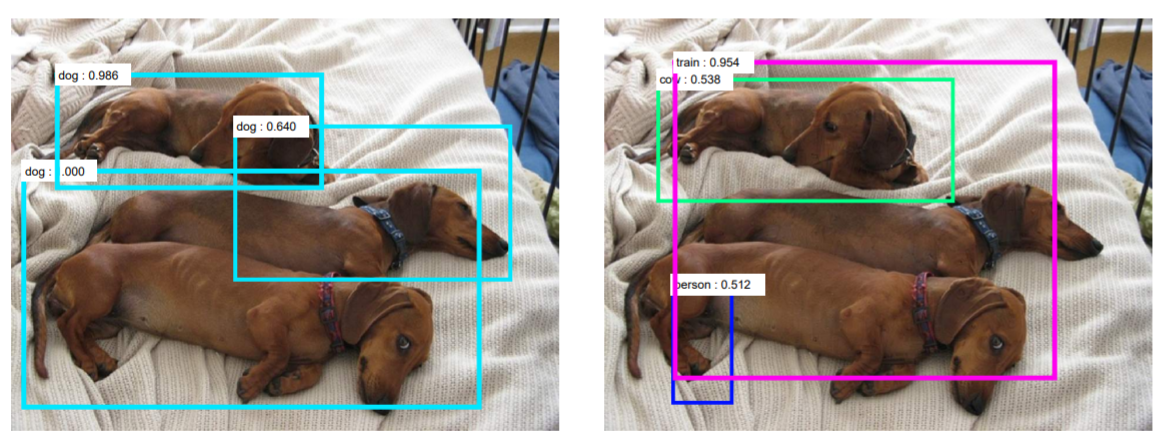 dog : 0.986
dog : 0.640
dog : .000
train : 0.954
cow : 0.538
person : 0.512